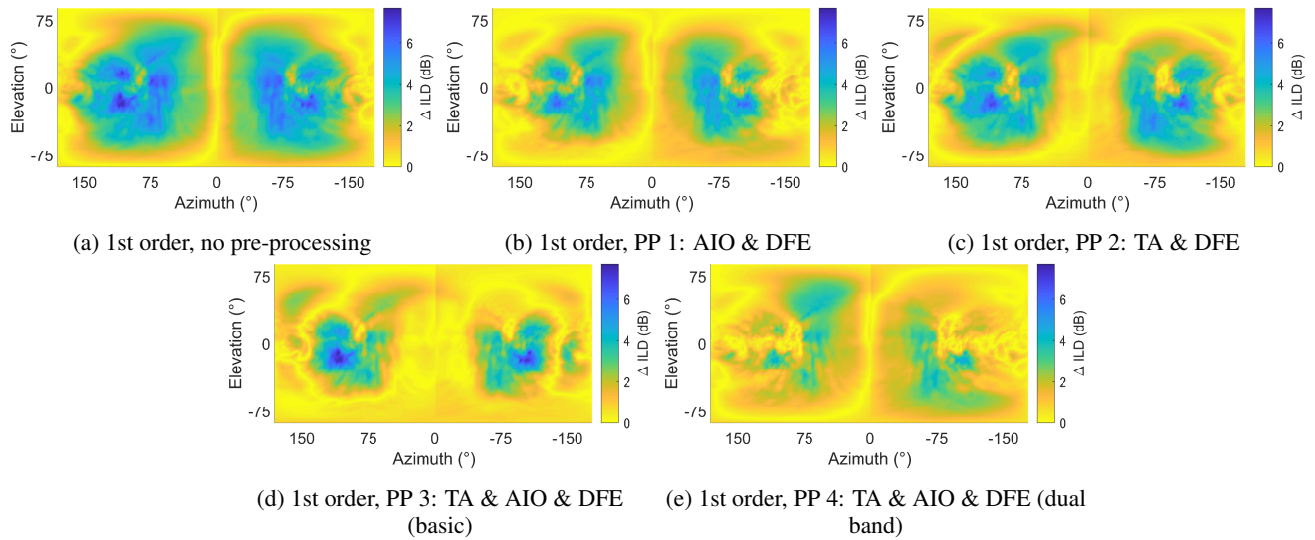 75
0
-75
Elevation (°)
150 75 0 -75 -150
Azimuth (°)
6
4
2
0
Δ ILD (dB)
(a) 1st order, no pre-processing
75
0
-75
Elevation (°)
150 75 0 -75 -150
Azimuth (°)
6
4
2
0
Δ ILD (dB)
(b) 1st order, PP 1: AIO & DFE
75
0
-75
Elevation (°)
150 75 0 -75 -150
Azimuth (°)
6
4
2
0
Δ ILD (dB)
(c) 1st order, PP 2: TA & DFE
75
0
-75
Elevation (°)
150 75 0 -75 -150
Azimuth (°)
6
4
2
0
Δ ILD (dB)
(d) 1st order, PP 3: TA & AIO & DFE
(basic)
75
0
-75
Elevation (°)
150 75 0 -75 -150
Azimuth (°)
6
4
2
0
Δ ILD (dB)
(e) 1st order, PP 4: TA & AIO & DFE (dual
band)